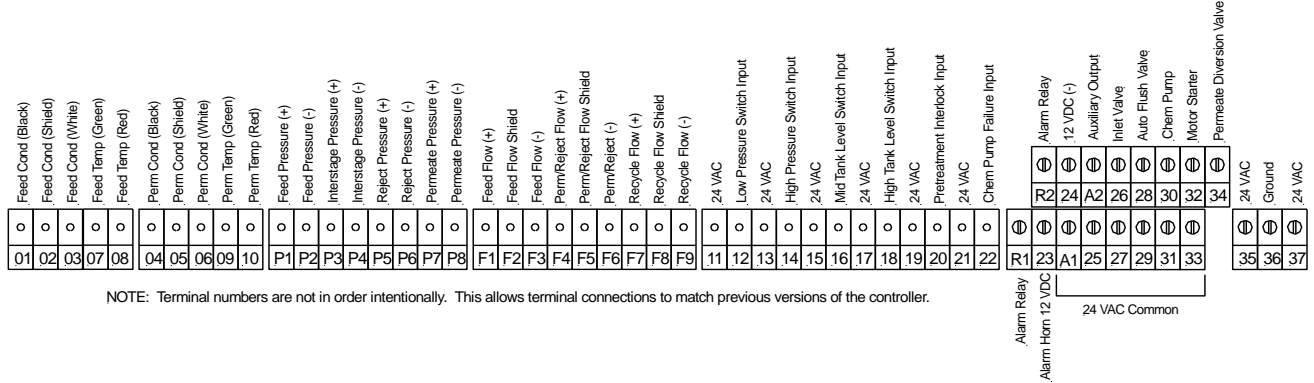 Feed Cond (Black)
Feed Cond (Shield)
Feed Cond (White)
Feed Temp (Green)
Feed Temp (Red)
Perm Cond (Black)
Perm Cond (Shield)
Perm Cond (White)
Perm Temp (Green)
Perm Temp (Red)
Feed Pressure (+)
Feed Pressure (-)
Interstage Pressure (+)
Interstage Pressure (-)
Reject Pressure (+)
Reject Pressure (-)
Permeate Pressure (+)
Permeate Pressure (-)
Feed Flow (+)
Feed Flow Shield
Feed Flow (-)
Perm/Reject Flow (+)
Perm/Reject Flow Shield
Perm/Reject (-)
Recycle Flow (+)
Recycle Flow Shield
Recycle Flow (-)
24 VAC
Low Pressure Switch Input
24 VAC
High Pressure Switch Input
24 VAC
Mid Tank Level Switch Input
24 VAC
High Tank Level Switch Input
24 VAC
Pretreatment Interlock Input
24 VAC
Chem Pump Failure Input
Alarm Relay
12 VDC (-)
Auxiliary Output
Inlet Valve
Auto Flush Valve
Chem Pump
Motor Starter
Permeate Diversion Valve
24 VAC
Ground
24 VAC
R2 24 A2 26 28 30 32 34
01 02 03 07 08 04 05 06 09 10 P1 P2 P3 P4 P5 P6 P7 P8 F1 F2 F3 F4 F5 F6 F7 F8 F9 11 12 13 14 15 16 17 18 19 20 21 22 R1 23 A1 25 27 29 31 33 35 36 37
NOTE: Terminal numbers are not in order intentionally. This allows terminal connections to match previous versions of the controller.
Alarm Relay
Alarm Horn 12 VDC
24 VAC Common